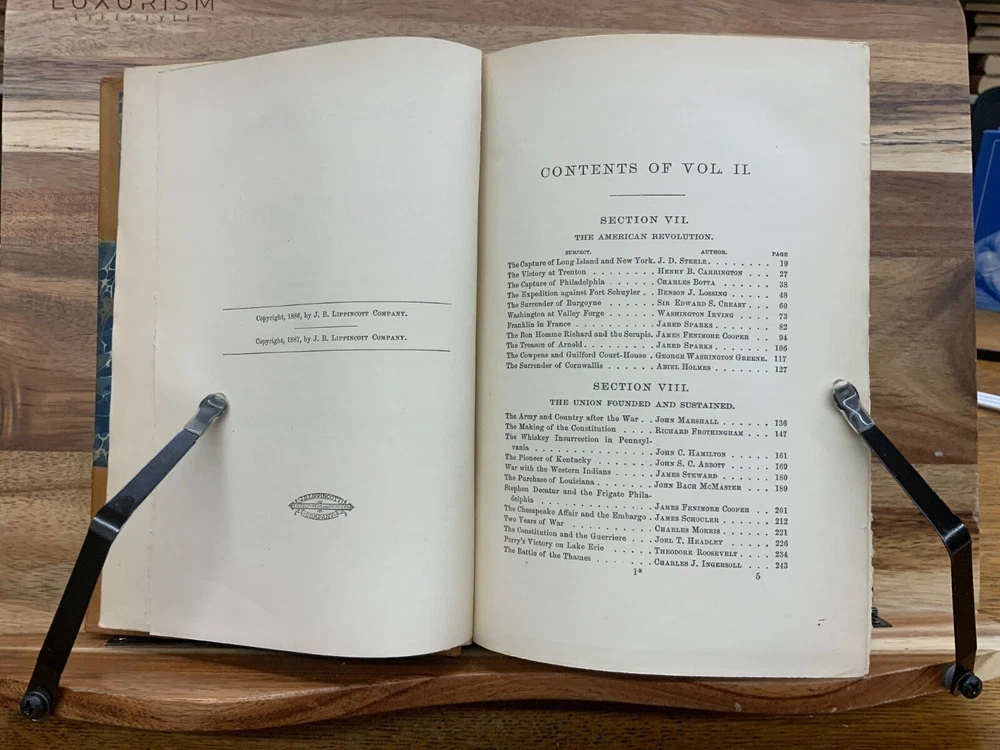 LUXURISM
LIFESTYLE
Copyright, 1886, by J. B. LIPPINCOTT COMPANY.
Copyright, 1887, by J. B. LIPPINCOTT COMPANY.
J.B. LIPPINCOTT
COMPANY.
CONTENTS OF VOL. II.
SECTION VII.
THE AMERICAN REVOLUTION.
SUBJECT. AUTHOR. PAGE
The Capture of Long Island and New York. J. D. STEELE. . . . . . . . 19
The Victory at Trenton . . . . . . . . HENRY B. CARRINGTON . . . 27
The Capture of Philadelphia . . . . . . CHARLES BOTTA . . . . . . 38
The Expedition against Fort Schuyler . . BENSON J. LOSSING . . . . . 48
The Surrender of Burgoyne . . . . . . SIR EDWARD S. CREASY . . . 60
Washington at Valley Forge . . . . . . WASHINGTON IRVING . . . . 73
Franklin in France . . . . . . . . . JARED SPARKS . . . . . . . 82
The Bon Homme Richard and the Serapis. JAMES FENIMORE COOPER . . 94
The Treason of Arnold. . . . . . . . . JARED SPARKS . . . . . . . 106
The Cowpens and Guilford Court-House . GEORGE WASHINGTON GREENE. 117
The Surrender of Cornwallis . . . . . . ABIEL HOLMES . . . . . . . 127
SECTION VIII.
THE UNION FOUNDED AND SUSTAINED.
The Army and Country after the War . . JOHN MARSHALL . . . . . . 136
The Making of the Constitution . . . . RICHARD FROTHINGHAM . . . 147
The Whiskey Insurrection in Pennsyl-
vania . . . . . . . . . . . . . JOHN C. HAMILTON . . . . . 161
The Pioneer of Kentucky . . . . . . . JOHN S. C. ABBOTT . . . . . 169
War with the Western Indians . . . . . JAMES STEWARD . . . . . . 180
The Purchase of Louisiana . . . . . . . JOHN BACH MCMASTER . . . 189
Stephen Decatur and the Frigate Phila-
delphia . . . . . . . . . . . . JAMES FENIMORE COOPER . . 201
The Chesapeake Affair and the Embargo . JAMES SCHOULER . . . . . . 212
Two Years of War . . . . . . . . . . CHARLES MORRIS . . . . . . 221
The Constitution and the Guerriere . . . JOEL T. HEADLEY . . . . . 226
Perry's Victory on Lake Erie . . . . . THEODORE ROOSEVELT . . . . 234
The Battle of the Thames . . . . . . . CHARLES J. INGERSOLL . . . 243
1* 5